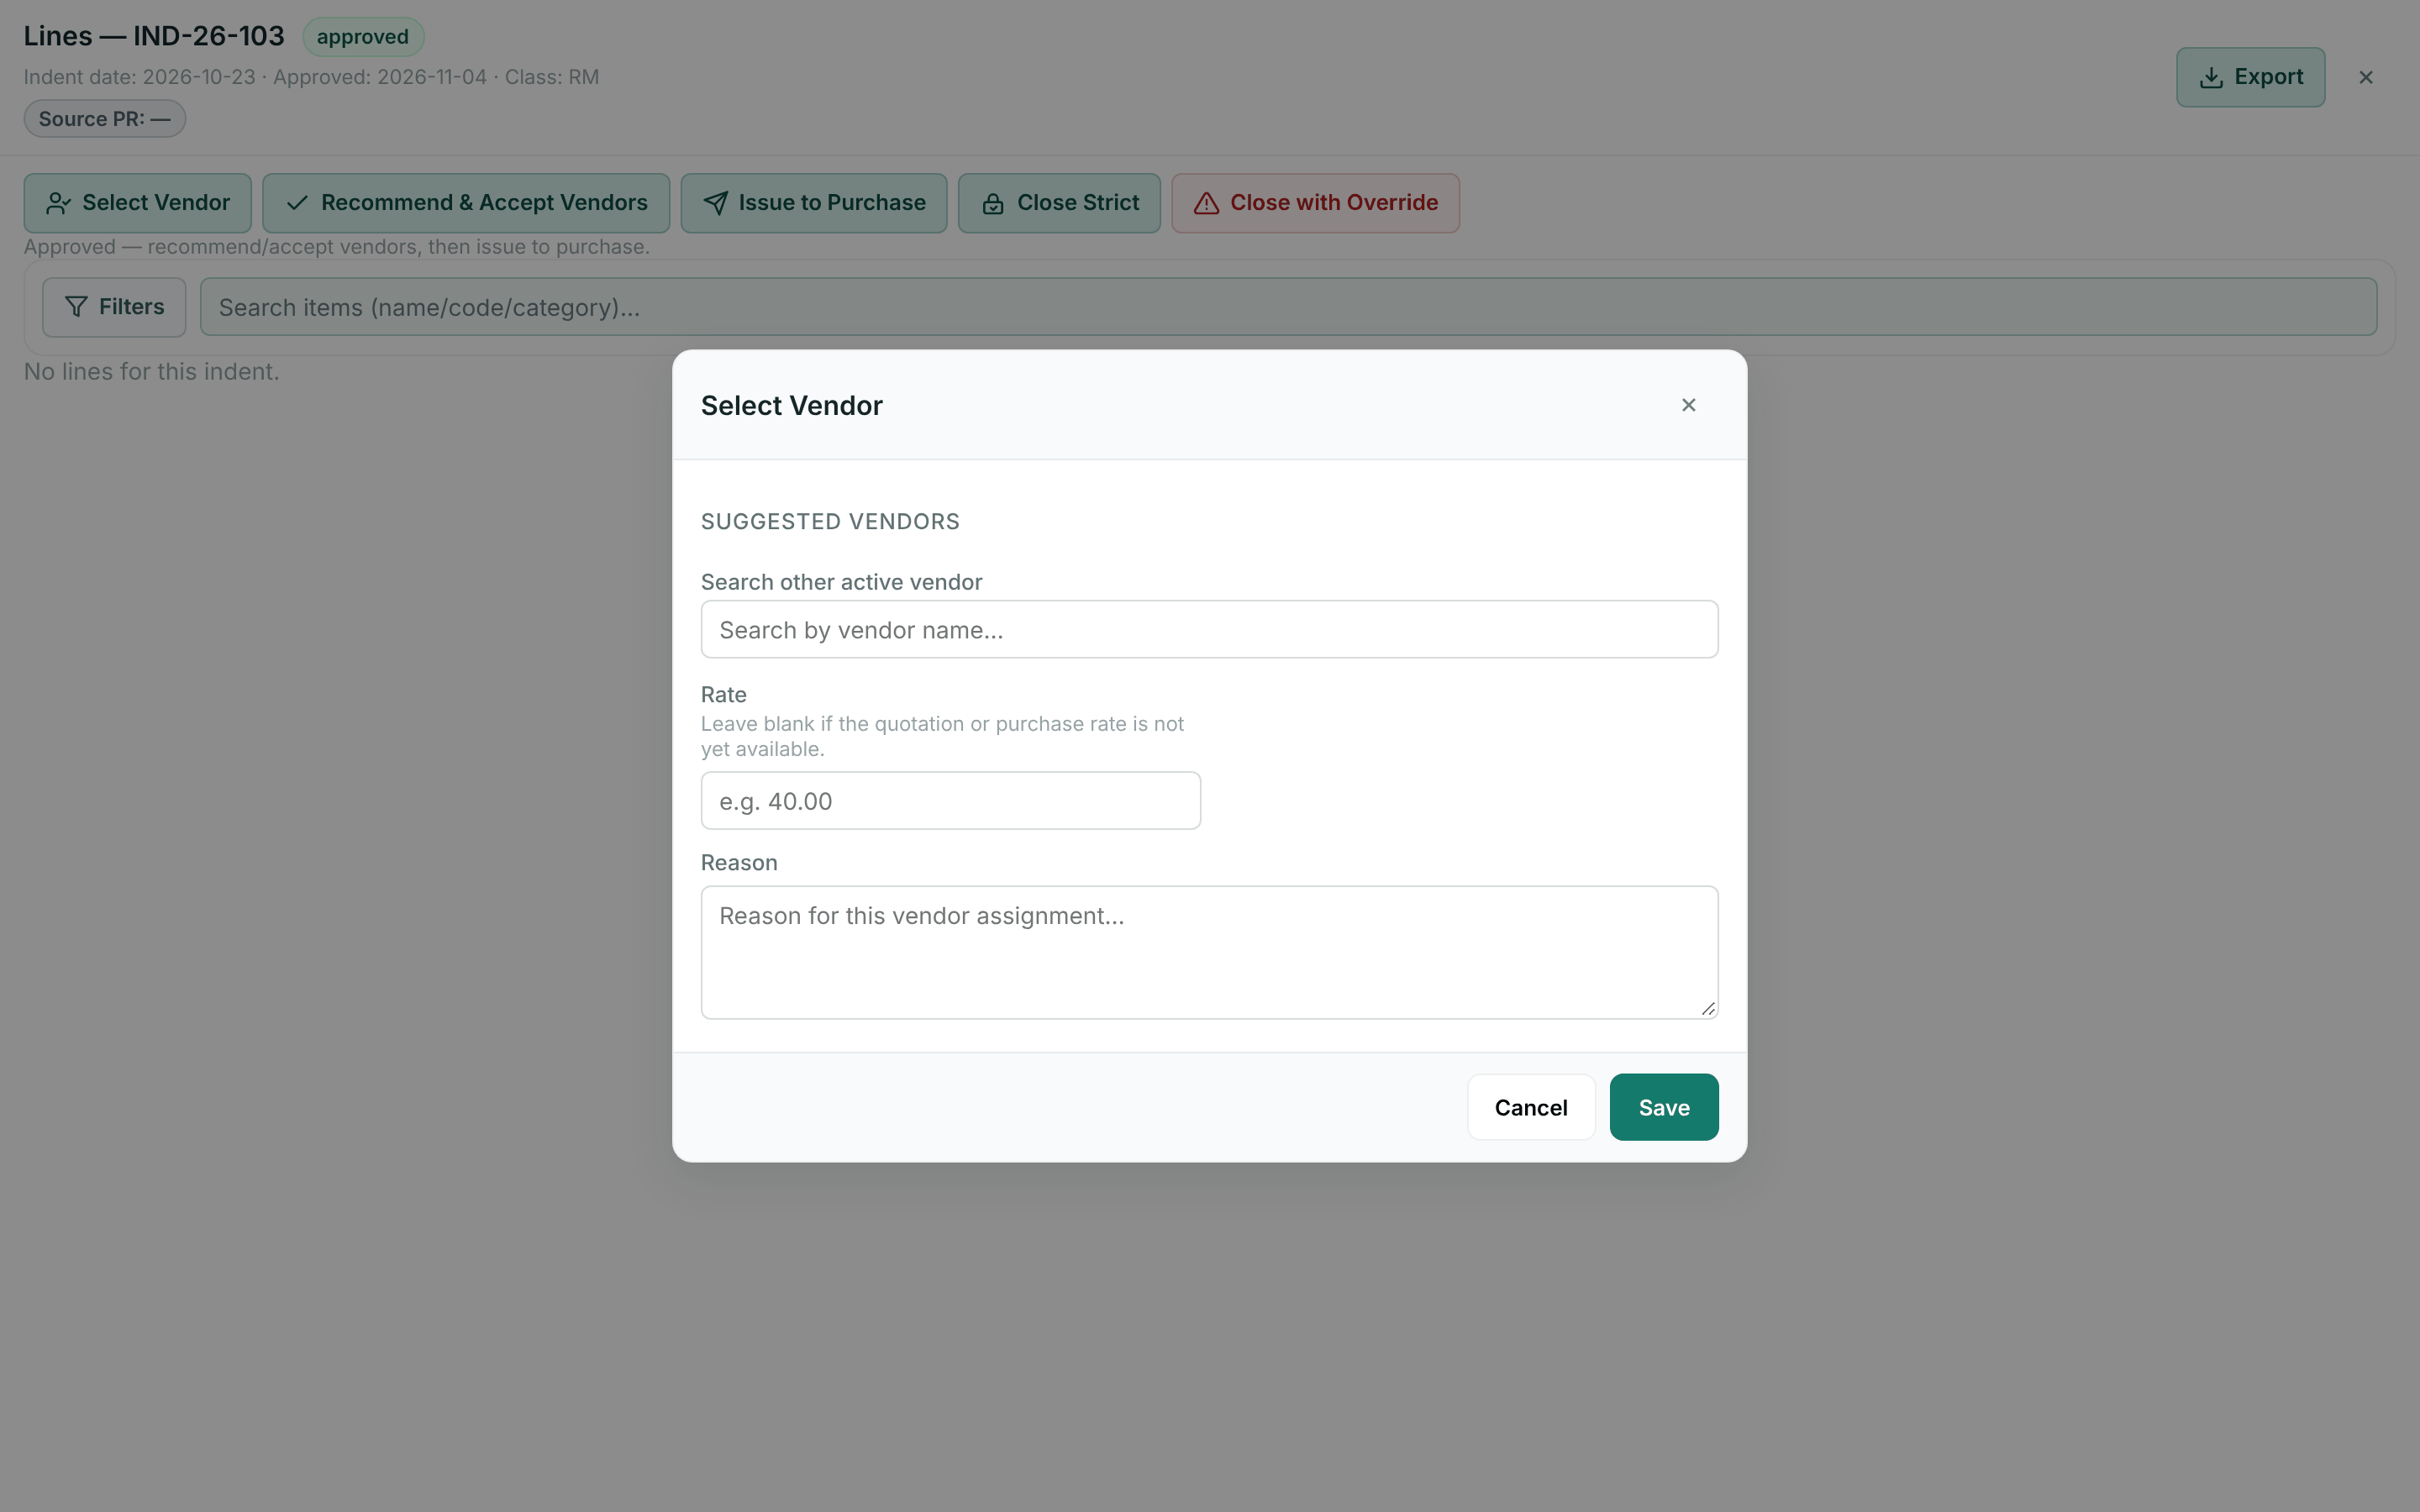 Lines — IND-26-103 approved
Indent date: 2026-10-23 · Approved: 2026-11-04 · Class: RM
Source PR: —
Export ×
Select Vendor Recommend & Accept Vendors Issue to Purchase Close Strict Close with Override
Approved — recommend/accept vendors, then issue to purchase.
Filters Search items (name/code/category)...
No lines for this indent.
Select Vendor ×
SUGGESTED VENDORS
Search other active vendor
Search by vendor name...
Rate
Leave blank if the quotation or purchase rate is not
yet available.
e.g. 40.00
Reason
Reason for this vendor assignment...
Cancel Save